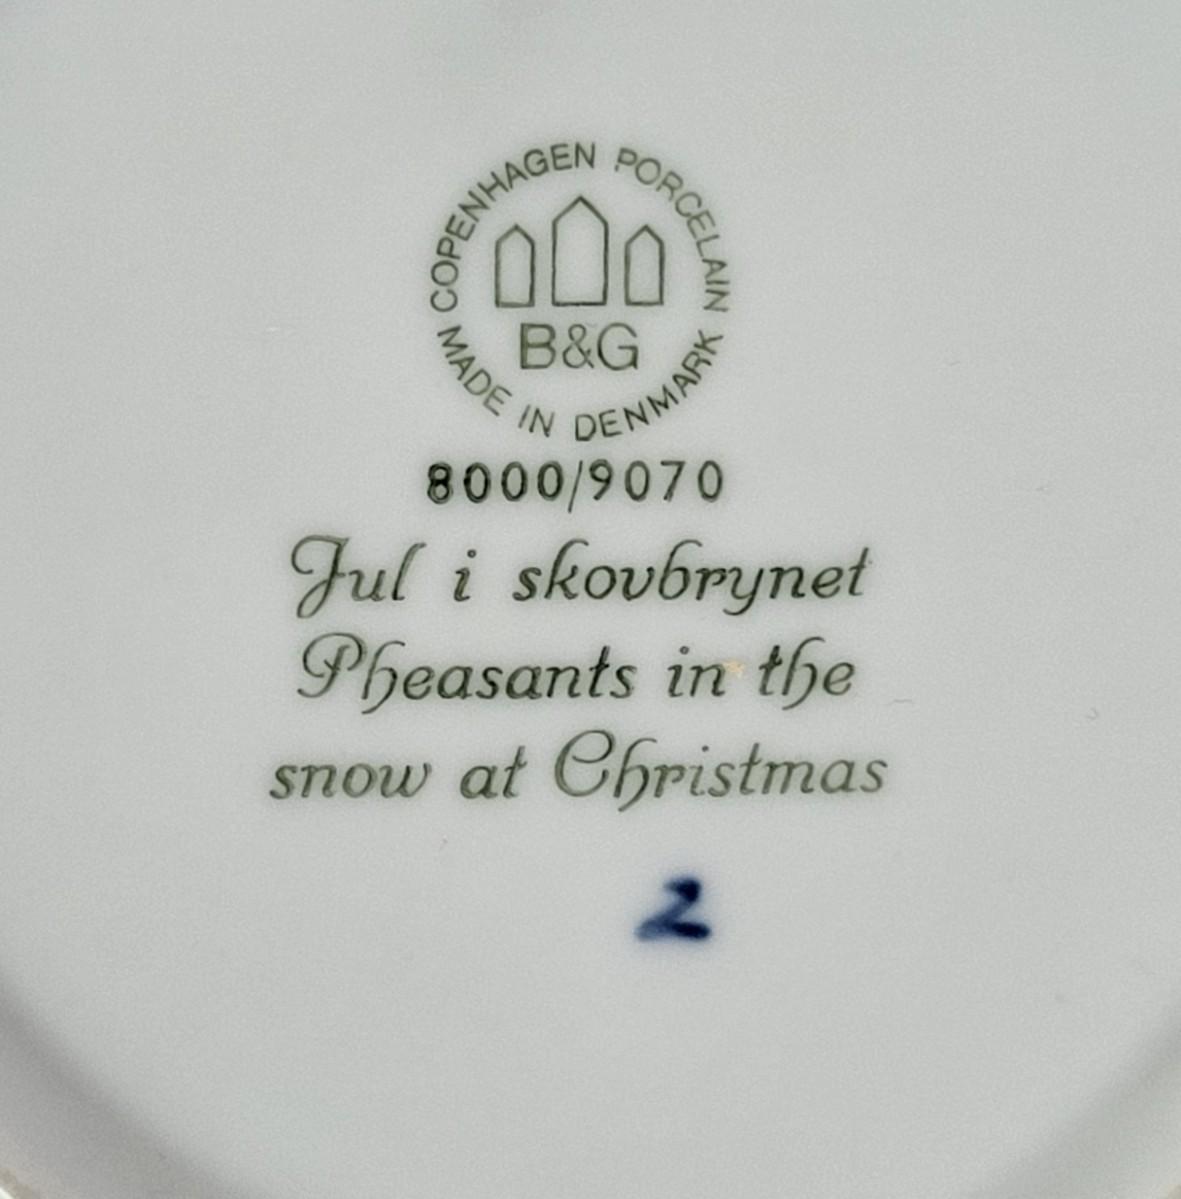 COPENHAGEN PORCELAIN
B&G
MADE IN DENMARK
8000/9070
Jul i skovbrynet
Pheasants in the
snow at Christmas
2